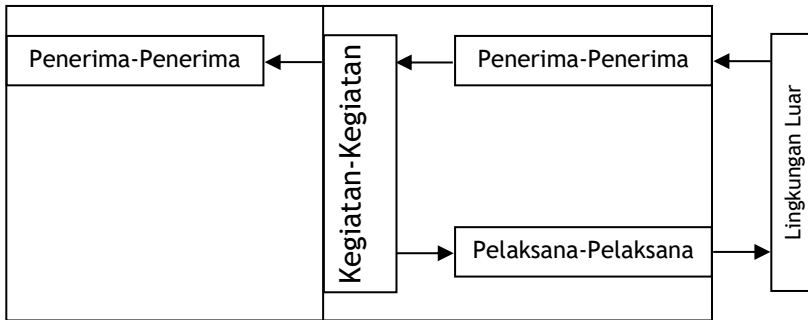 Penerima-Penerima
Kegiatan-Kegiatan
Penerima-Penerima
Lingkungan Luar
Pelaksana-Pelaksana